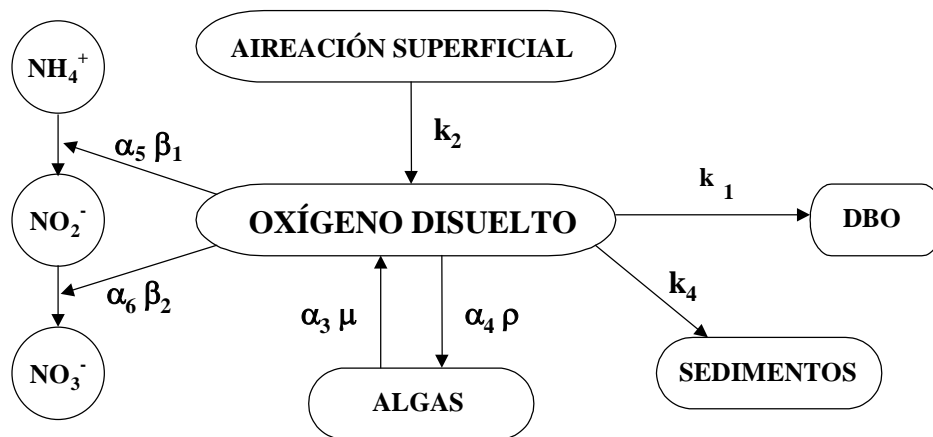 AIREACIÓN SUPERFICIAL
NH₄⁺
k₂
α₅ β₁
k ₁
NO₂⁻
OXÍGENO DISUELTO
DBO
k₄
α₆ β₂
α₃ μ
α₄ ρ
NO₃⁻
ALGAS
SEDIMENTOS